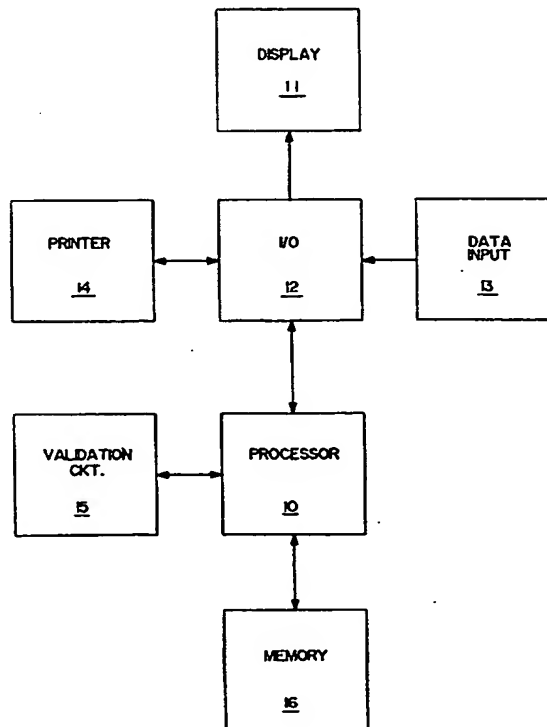 DISPLAY
11
PRINTER
14
I/O
12
DATA
INPUT
13
VALIDATION
CKT.
15
PROCESSOR
10
MEMORY
16